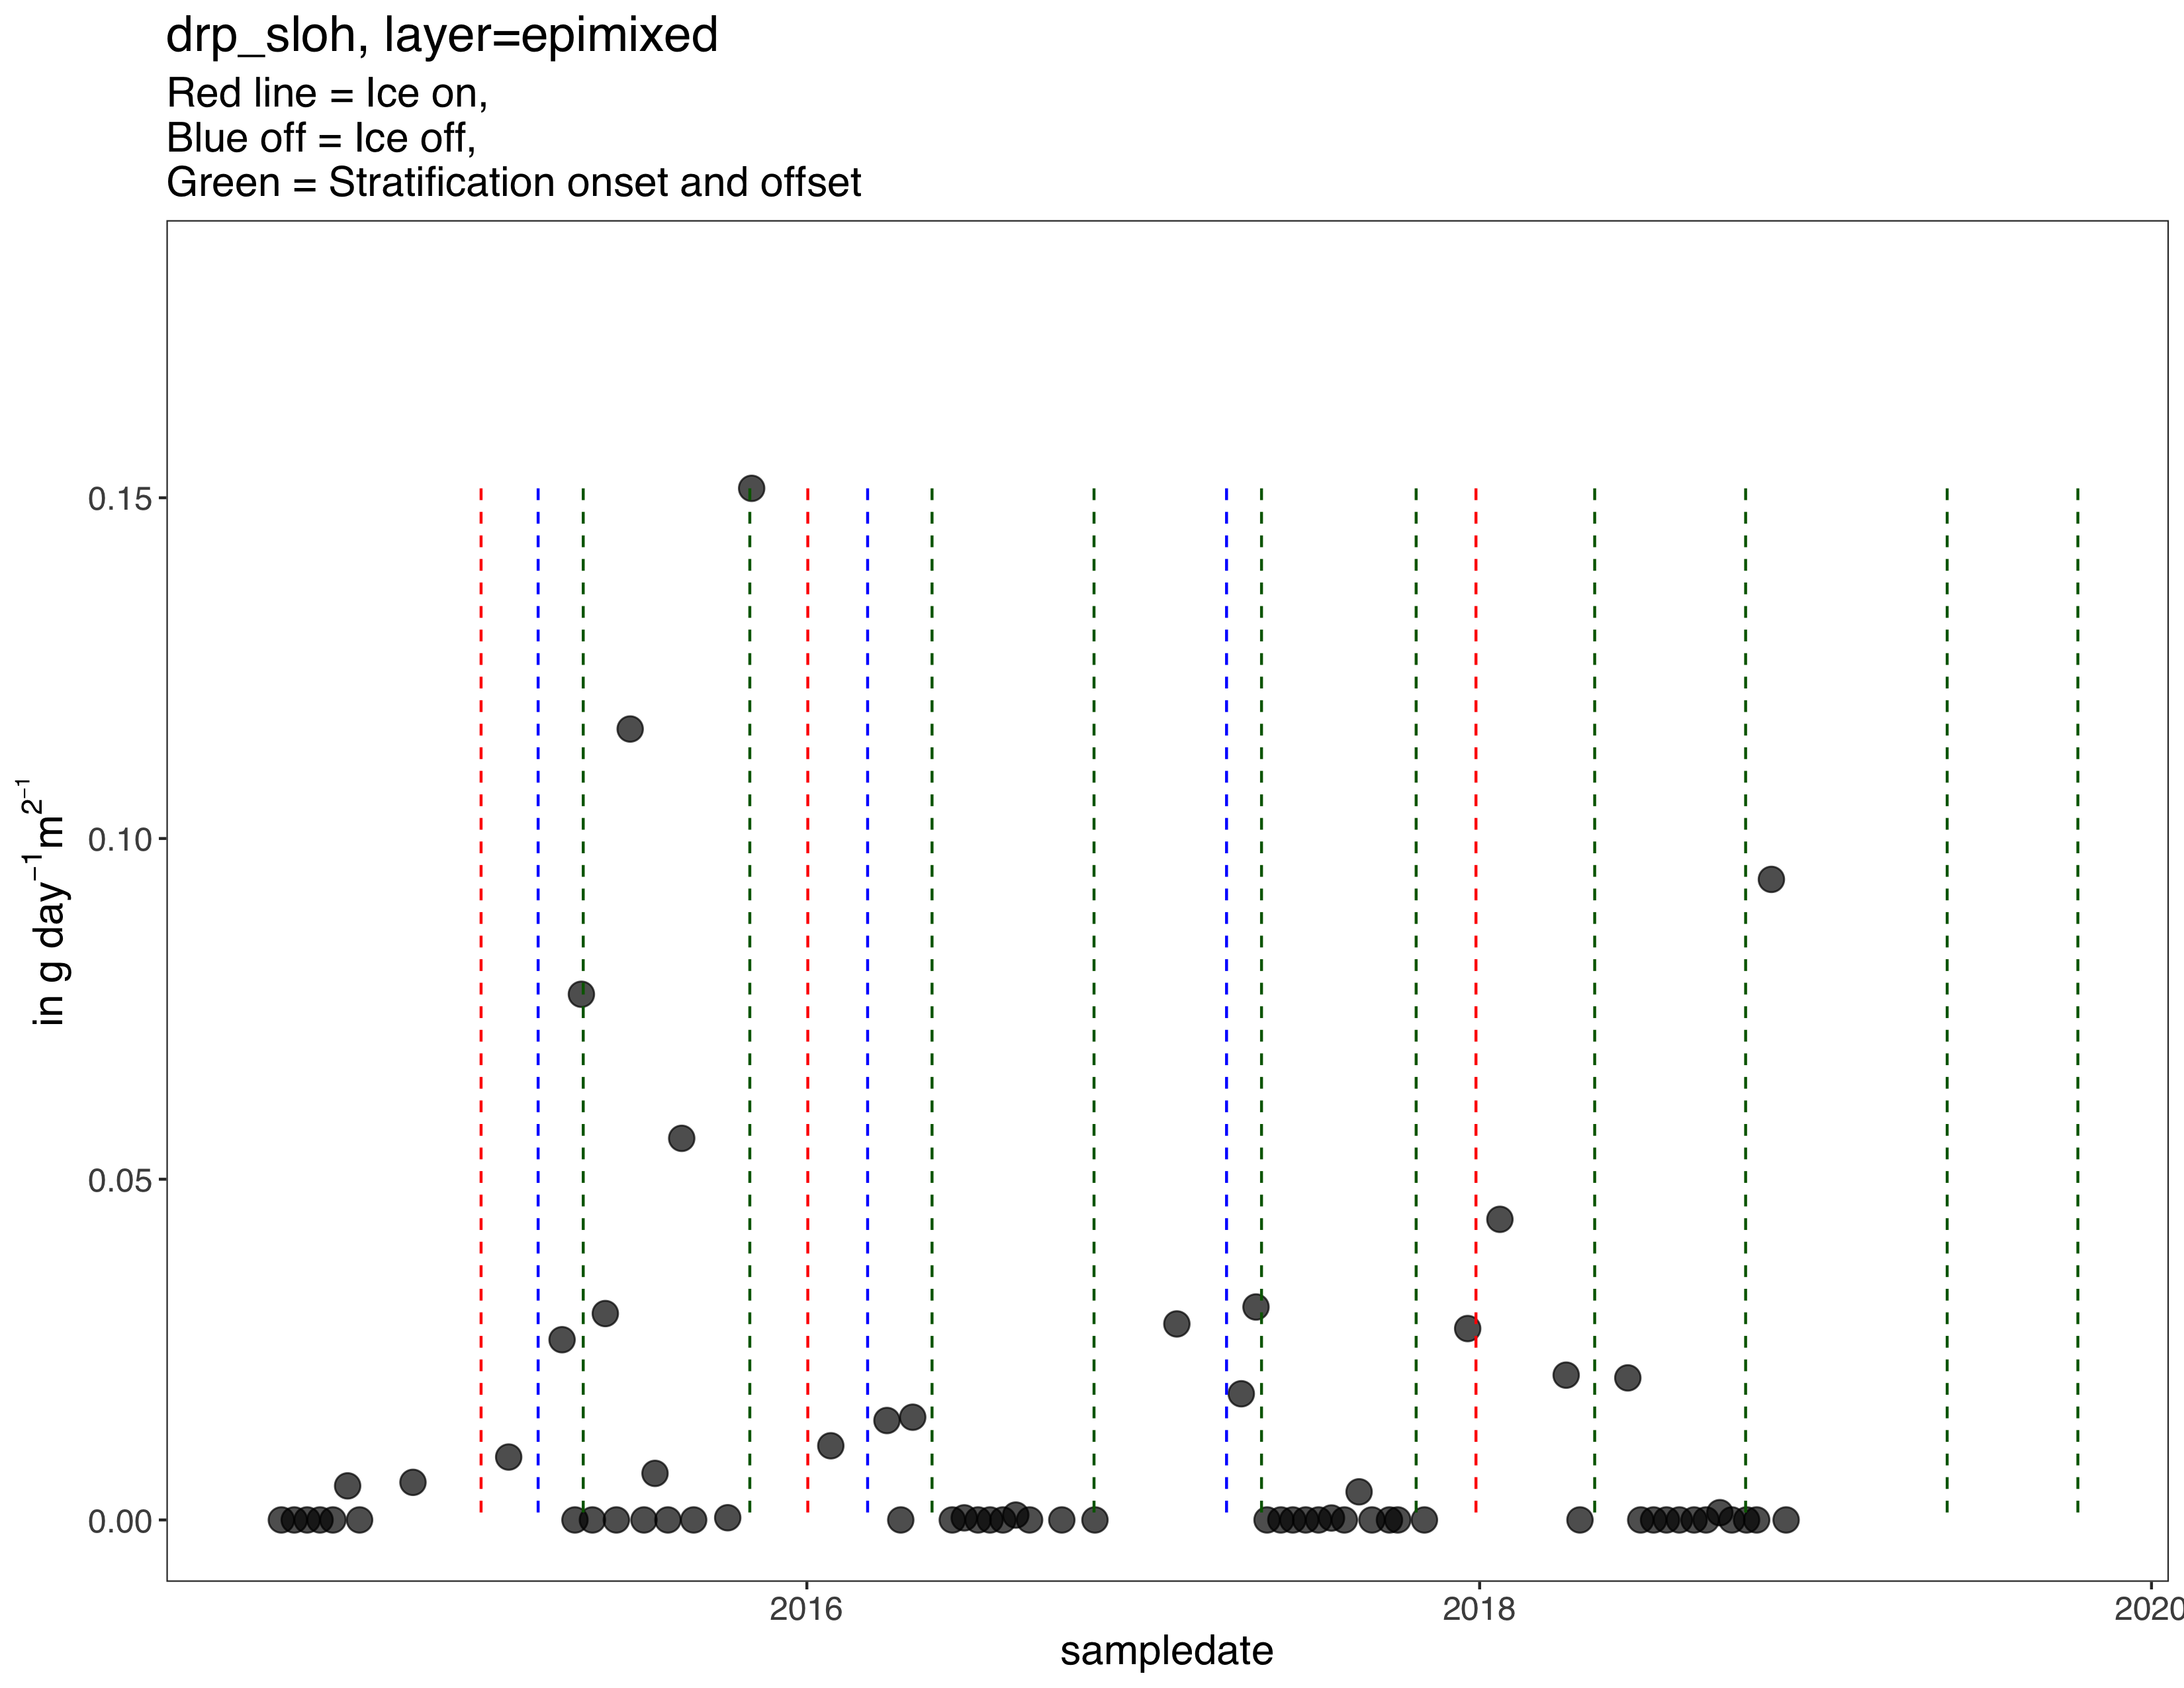 drp_sloh, layer=epimixed
Red line = Ice on,
Blue off = Ice off,
Green = Stratification onset and offset
in g day⁻¹m²⁻¹
0.15
0.10
0.05
0.00
2016
2018
2020
sampledate